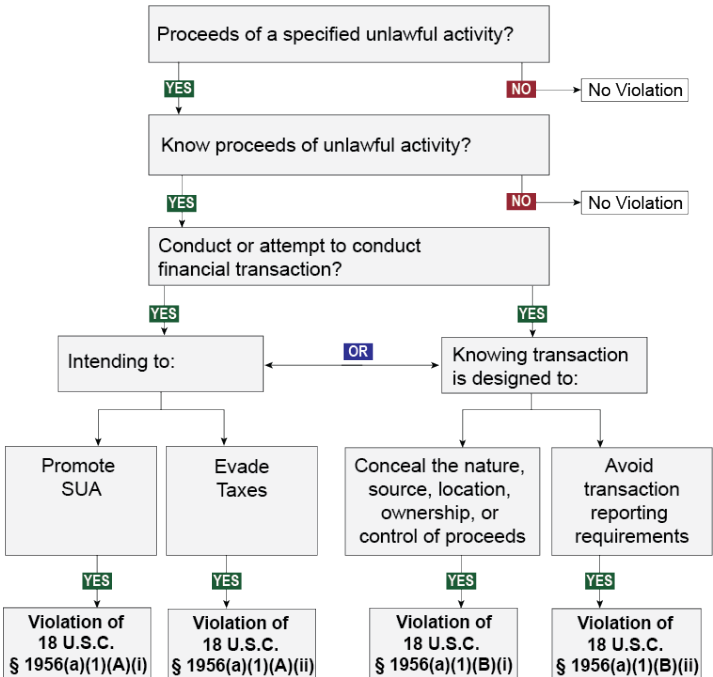 Proceeds of a specified unlawful activity?
YES
NO
No Violation
Know proceeds of unlawful activity?
YES
NO
No Violation
Conduct or attempt to conduct
financial transaction?
YES
YES
Intending to:
OR
Knowing transaction
is designed to:
Promote
SUA
Evade
Taxes
Conceal the nature,
source, location,
ownership, or
control of proceeds
Avoid
transaction
reporting
requirements
YES
YES
YES
YES
Violation of
18 U.S.C.
§ 1956(a)(1)(A)(i)
Violation of
18 U.S.C.
§ 1956(a)(1)(A)(ii)
Violation of
18 U.S.C.
§ 1956(a)(1)(B)(i)
Violation of
18 U.S.C.
§ 1956(a)(1)(B)(ii)